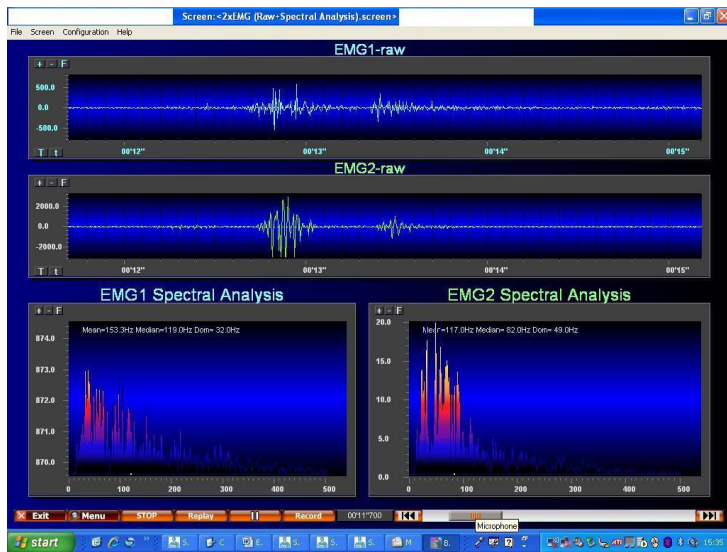 Screen:<2xEMG (Raw+Spectral Analysis).screen>
File Screen Configuration Help
EMG1-raw
+ - F
500.0
0.0
-500.0
T t
00'12" 00'13" 00'14" 00'15"
EMG2-raw
+ - F
2000.0
0.0
-2000.0
T t
00'12" 00'13" 00'14" 00'15"
EMG1 Spectral Analysis
+ - F
Mean=153.3Hz Median=119.0Hz Dom= 32.0Hz
874.0
873.0
872.0
871.0
870.0
0 100 200 300 400 500
EMG2 Spectral Analysis
+ - F
Mean=117.0Hz Median= 82.0Hz Dom= 49.0Hz
20.0
15.0
10.0
5.0
0.0
0 100 200 300 400 500
Exit Menu STOP Replay Record 00'11"700
Microphone
start S. C E. S. S. S. M B. 15:35